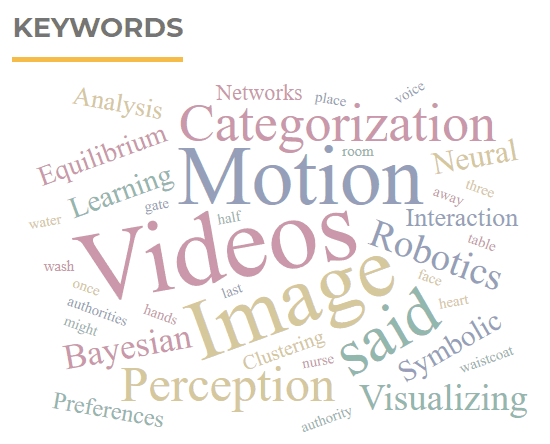 KEYWORDS
Analysis
Networks
place
voice
Categorization
Equilibrium
Motion
room
Neural
Learning
three
away
gate
half
water
Interaction
Videos
Robotics
table
wash
once
last
Image
face
authorities
hands
said
heart
might
Bayesian
Clustering
nurse
Symbolic
waistcoat
Perception
Visualizing
Preferences
authority